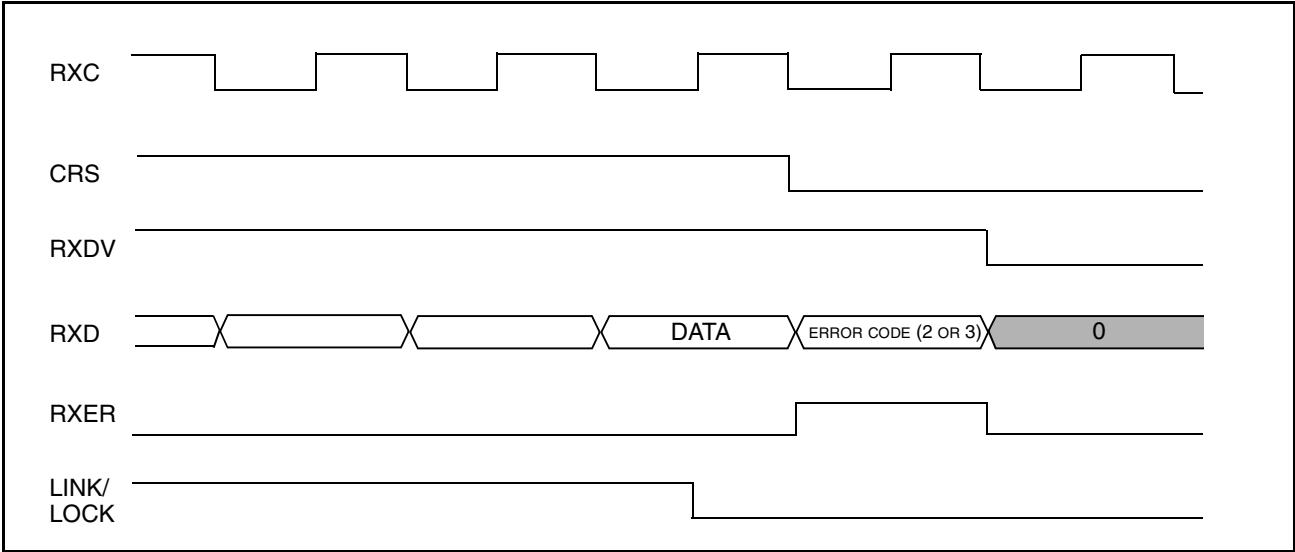 RXC
CRS
RXDV
RXD
DATA
ERROR CODE (2 OR 3)
0
RXER
LINK/
LOCK